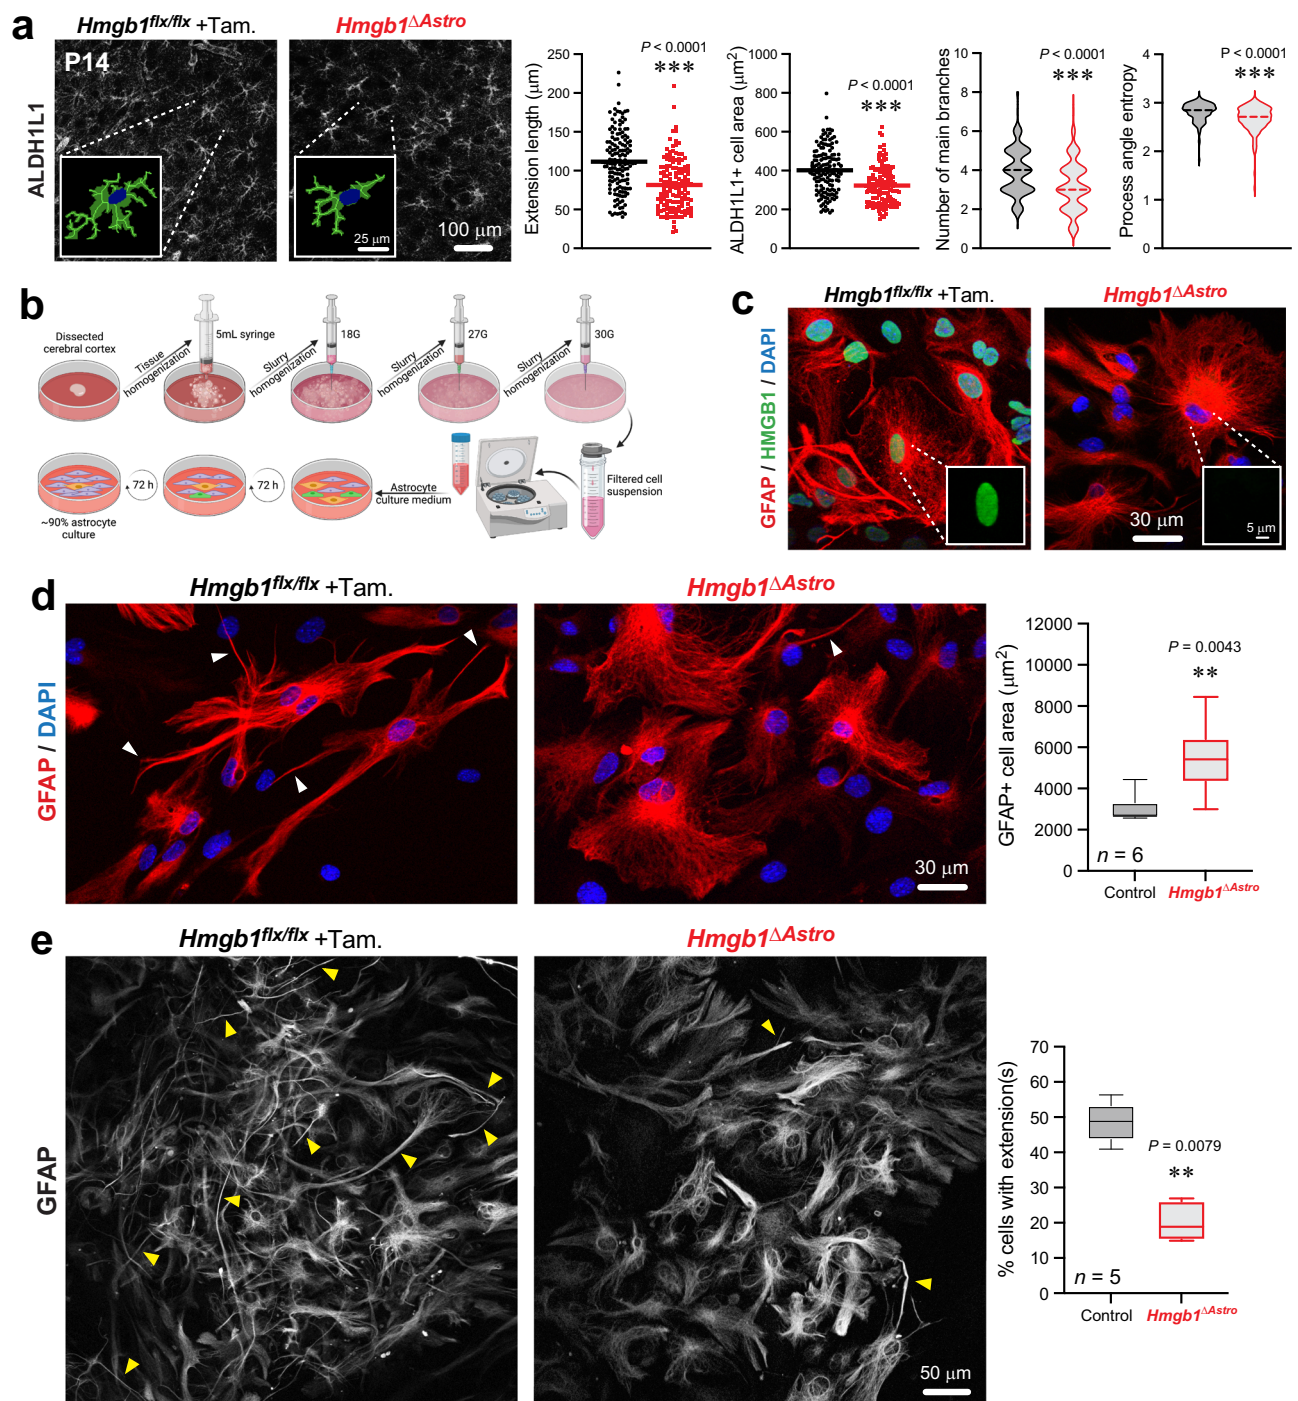 a
Hmgb1flx/flx +Tam.
Hmgb1ΔAstro
ALDH1L1
P14
25 µm
100 µm
Extension length (µm)
250
200
150
100
50
0
P < 0.0001
***
ALDH1L1+ cell area (µm2)
1000
800
600
400
200
0
P < 0.0001
***
Number of main branches
10
8
6
4
2
0
P < 0.0001
***
Process angle entropy
4
3
2
1
0
P < 0.0001
***
b
Dissected
cerebral cortex
Tissue
homogenization
5mL syringe
Slurry
homogenization
18G
Slurry
homogenization
27G
Slurry
homogenization
30G
Filtered cell
suspension
Astrocyte
culture medium
72 h
72 h
~90% astrocyte
culture
c
Hmgb1flx/flx +Tam.
Hmgb1ΔAstro
GFAP / HMGB1 / DAPI
30 µm
5 µm
d
Hmgb1flx/flx +Tam.
Hmgb1ΔAstro
GFAP / DAPI
30 µm
GFAP+ cell area (µm2)
12000
10000
8000
6000
4000
2000
0
P = 0.0043
**
n = 6
Control
Hmgb1ΔAstro
e
Hmgb1flx/flx +Tam.
Hmgb1ΔAstro
GFAP
50 µm
% cells with extension(s)
70
60
50
40
30
20
10
0
P = 0.0079
**
n = 5
Control
Hmgb1ΔAstro